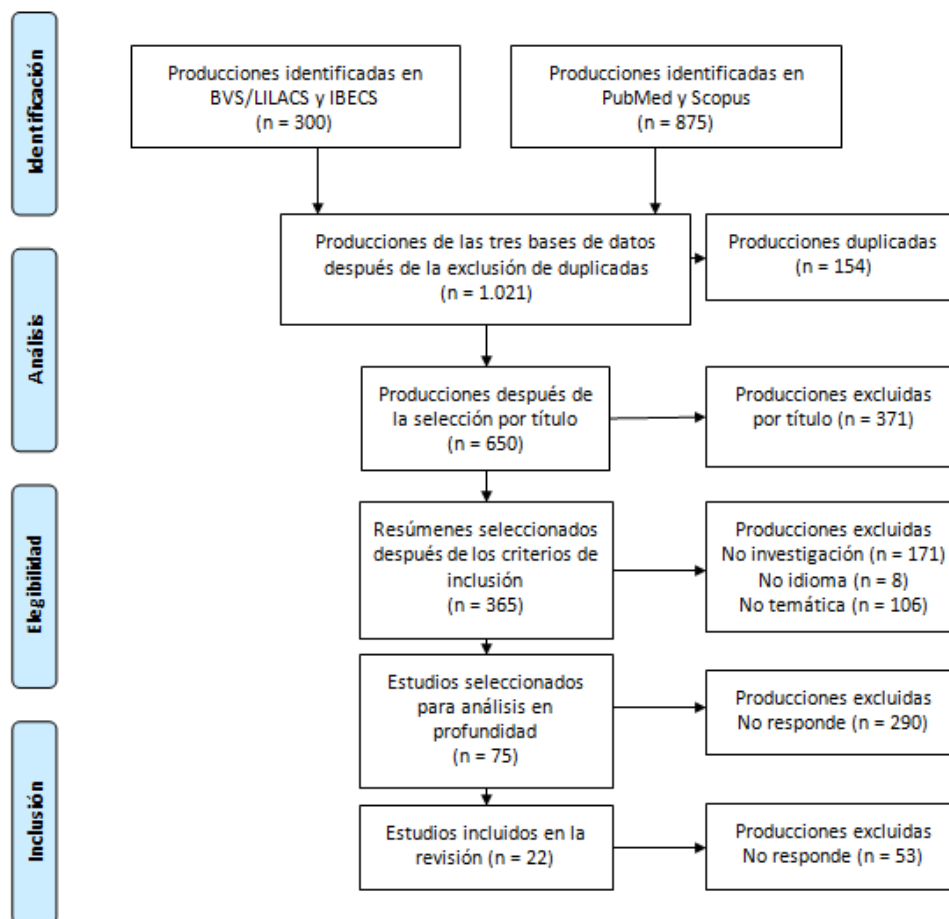 Identificación
Producciones identificadas en
BVS/LILACS y IBECS
(n = 300)
Producciones identificadas en
PubMed y Scopus
(n = 875)
Producciones de las tres bases de datos
después de la exclusión de duplicadas
(n = 1.021)
Producciones duplicadas
(n = 154)
Análisis
Producciones después de
la selección por título
(n = 650)
Producciones excluidas
por título (n = 371)
Elegibilidad
Resúmenes seleccionados
después de los criterios de
inclusión
(n = 365)
Producciones excluidas
No investigación (n = 171)
No idioma (n = 8)
No temática (n = 106)
Estudios seleccionados
para análisis en
profundidad
(n = 75)
Producciones excluidas
No responde (n = 290)
Inclusión
Estudios incluidos en la
revisión (n = 22)
Producciones excluidas
No responde (n = 53)